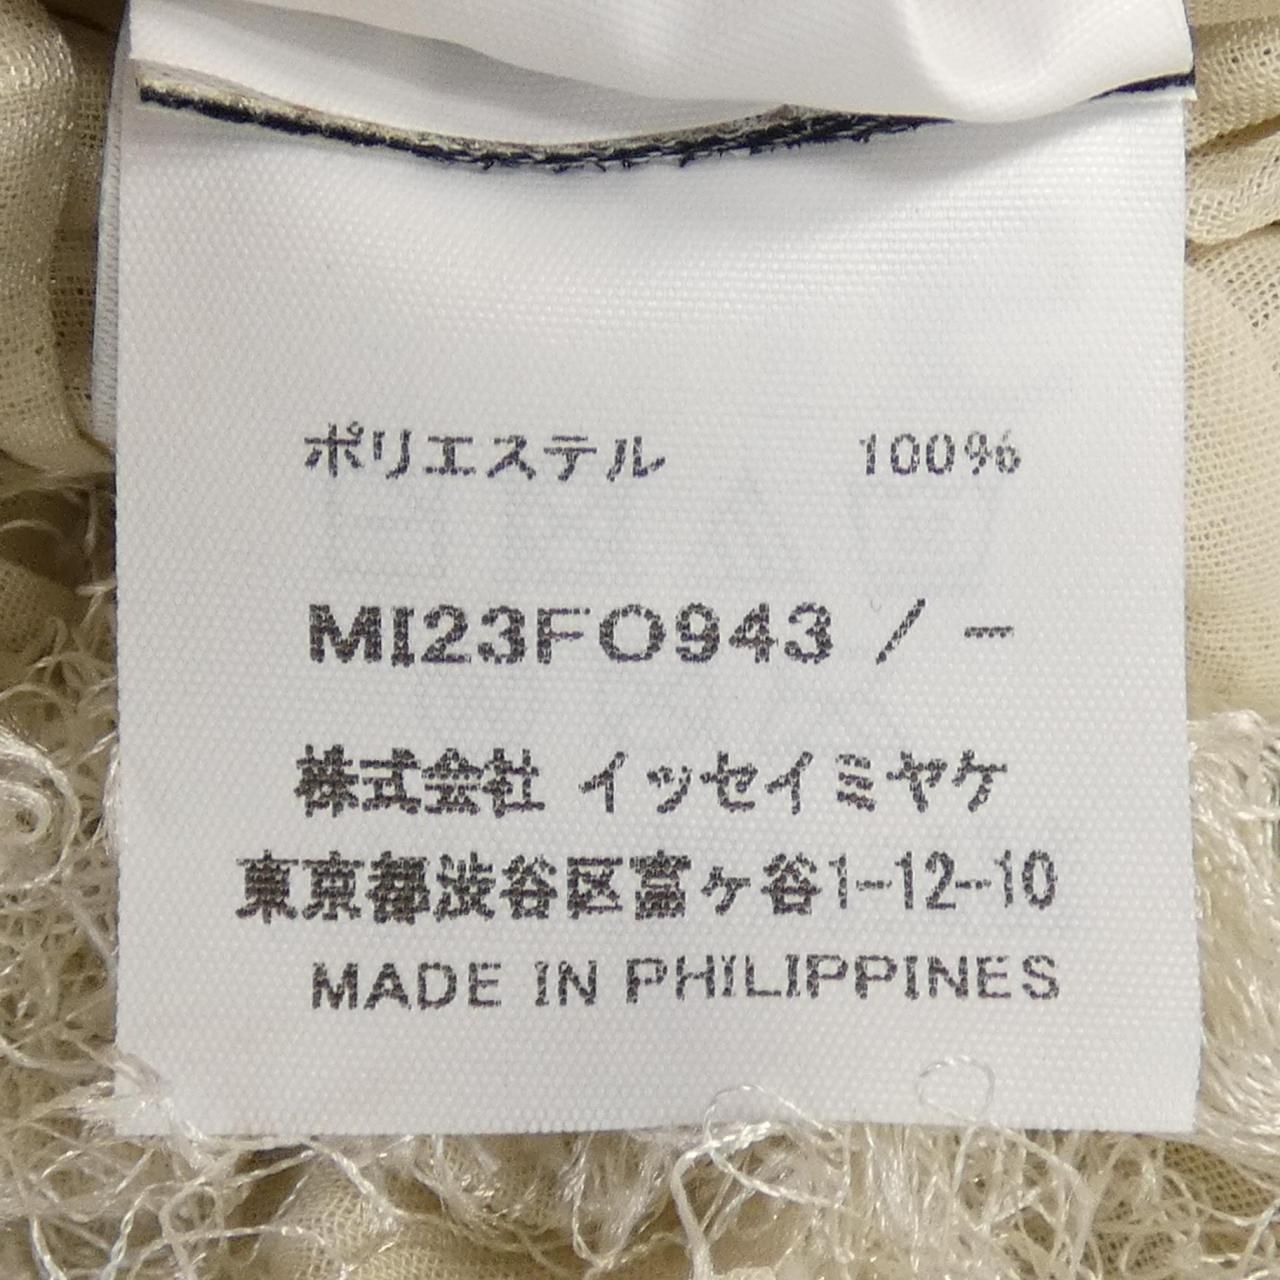 ポリエステル 100%
MI23FO943 / -
株式会社 イッセイミヤケ
東京都渋谷区富ヶ谷1-12-10
MADE IN PHILIPPINES